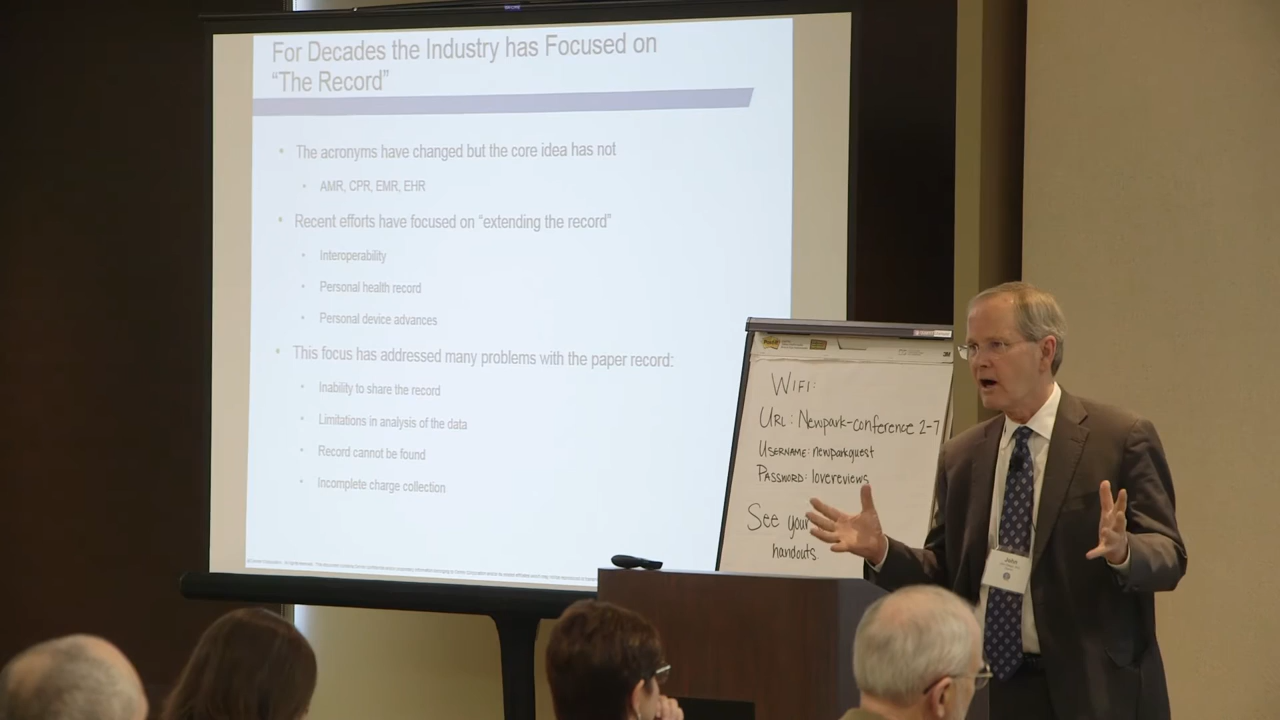 For Decades the Industry has Focused on
“The Record”
• The acronyms have changed but the core idea has not
• AMR, CPR, EMR, EHR
• Recent efforts have focused on “extending the record”
• Interoperability
• Personal health record
• Personal device advances
• This focus has addressed many problems with the paper record:
• Inability to share the record
• Limitations in analysis of the data
• Record cannot be found
• Incomplete charge collection
Post-it
3M
WIFI:
URL: Newpark-conference 2-7
USERNAME: newparkguest
PASSWORD: lovereviews
See your
handouts
John